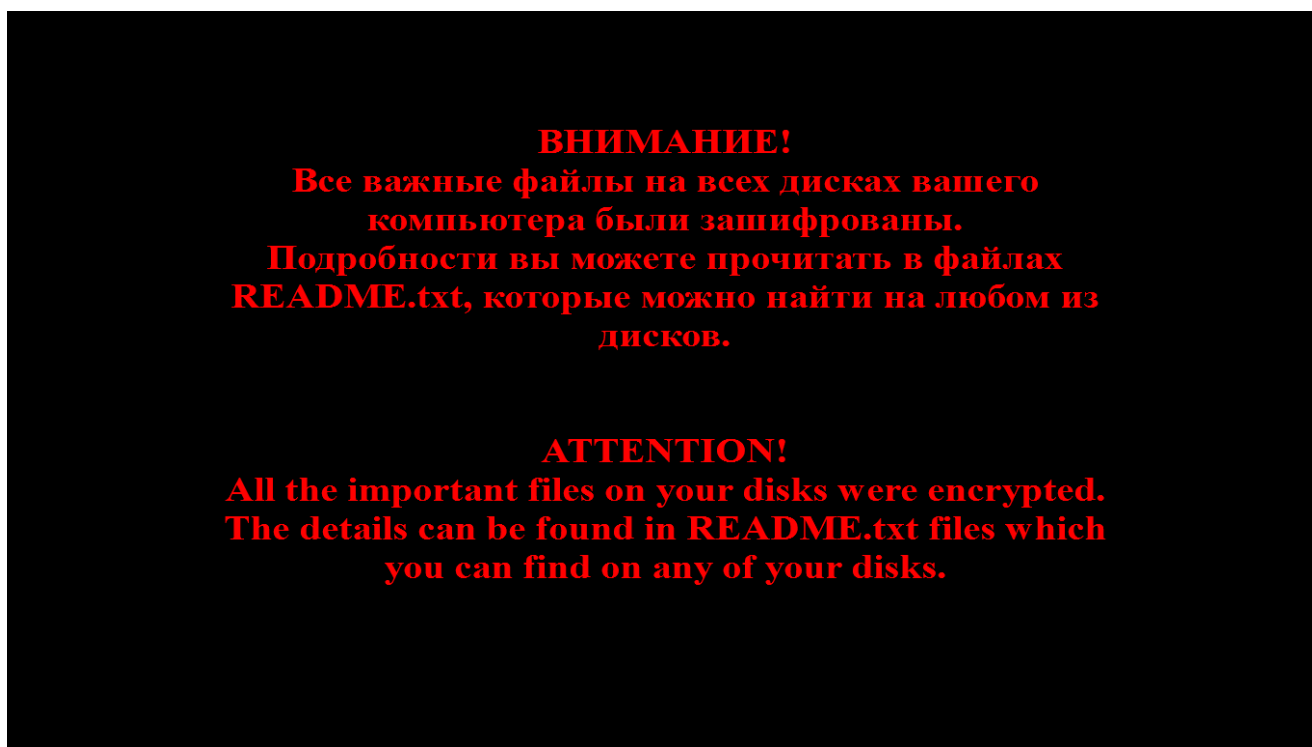 ВНИМАНИЕ!
Все важные файлы на всех дисках вашего
компьютера были зашифрованы.
Подробности вы можете прочитать в файлах
README.txt, которые можно найти на любом из
дисков.
ATTENTION!
All the important files on your disks were encrypted.
The details can be found in README.txt files which
you can find on any of your disks.